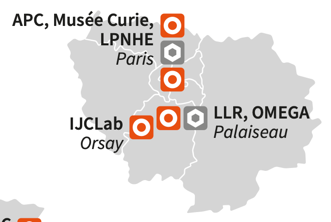 APC, Musée Curie,
LPNHE
Paris
IJCLab
Orsay
LLR, OMEGA
Palaiseau